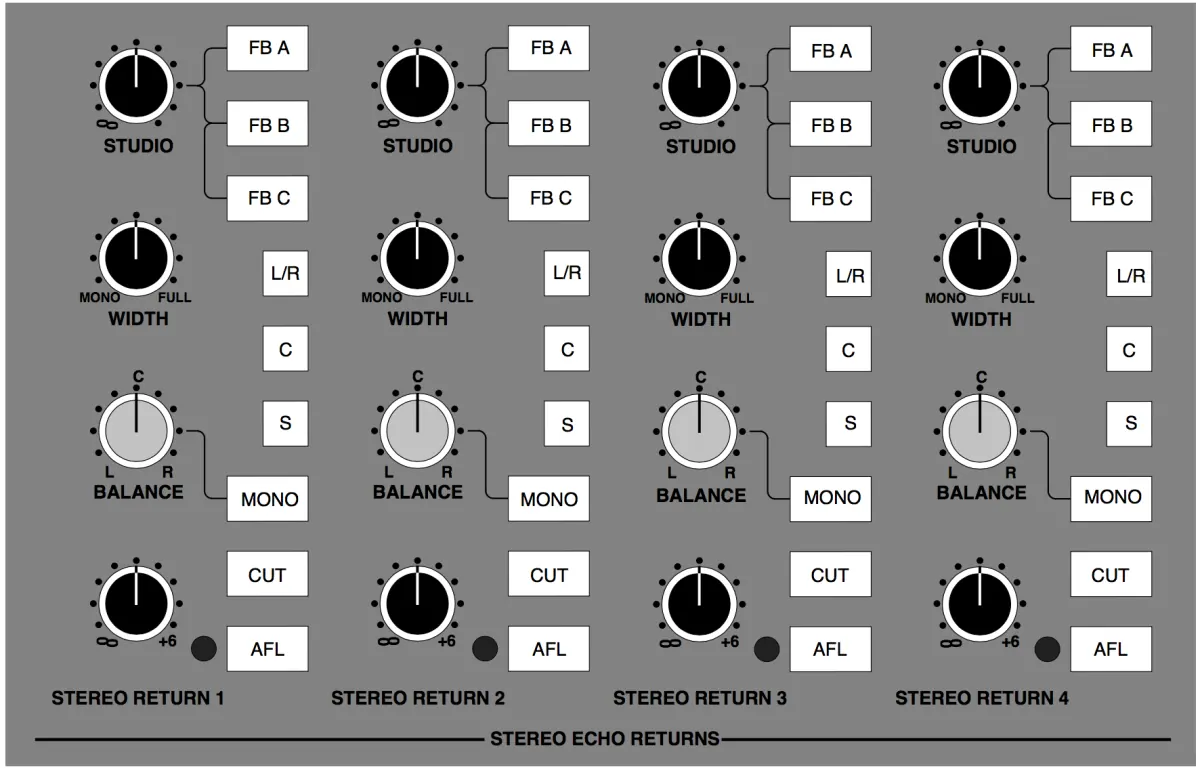 FB A FB A FB A FB A
FB B FB B FB B FB B
∞ ∞ ∞ ∞
STUDIO STUDIO STUDIO STUDIO
FB C FB C FB C FB C
L/R L/R L/R L/R
MONO FULL MONO FULL MONO FULL MONO FULL
WIDTH WIDTH WIDTH WIDTH
C C C C
C C C C
S S S S
L R L R L R L R
BALANCE BALANCE BALANCE BALANCE
MONO MONO MONO MONO
CUT CUT CUT CUT
∞ +6 ∞ +6 ∞ +6 ∞ +6
AFL AFL AFL AFL
STEREO RETURN 1 STEREO RETURN 2 STEREO RETURN 3 STEREO RETURN 4
STEREO ECHO RETURNS